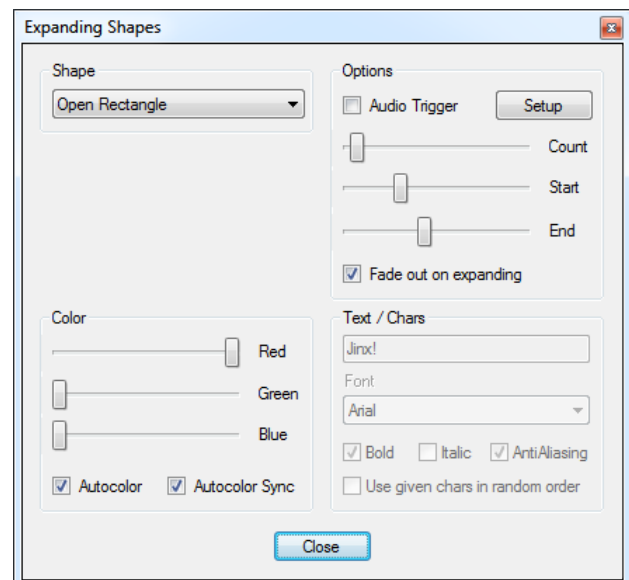 Expanding Shapes
Shape
Open Rectangle
Options
Audio Trigger
Setup
Count
Start
End
Fade out on expanding
Color
Red
Green
Blue
Autocolor
Autocolor Sync
Text / Chars
Jinx!
Font
Arial
Bold
Italic
AntiAliasing
Use given chars in random order
Close